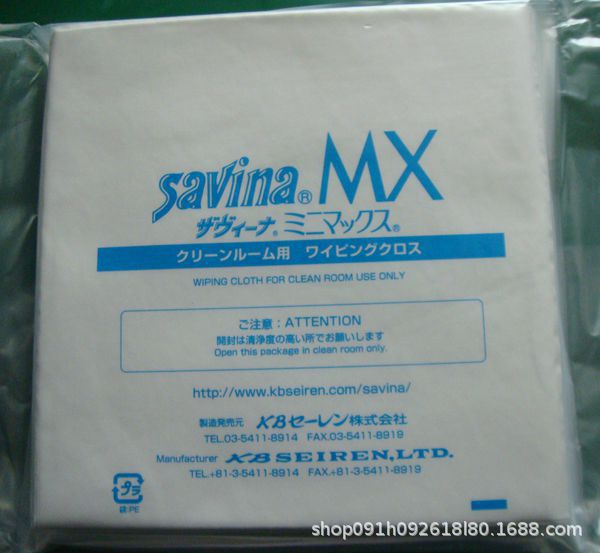 Savina® MX
ザヴィーナ® ミニマックス®
クリーンルーム用 ワイピングクロス
WIPING CLOTH FOR CLEAN ROOM USE ONLY
ご注意：ATTENTION
開封は清浄度の高い所でお願いします
Open this package in clean room only.
http://www.kbseiren.com/savina/
製造発売元 KBセーレン株式会社
TEL.03-5411-8914 FAX.03-5411-8919
Manufacturer KB SEIREN,LTD.
TEL.+81-3-5411-8914 FAX.+81-3-5411-8919
プラ
袋:PE
shop091h092618l80.1688.com